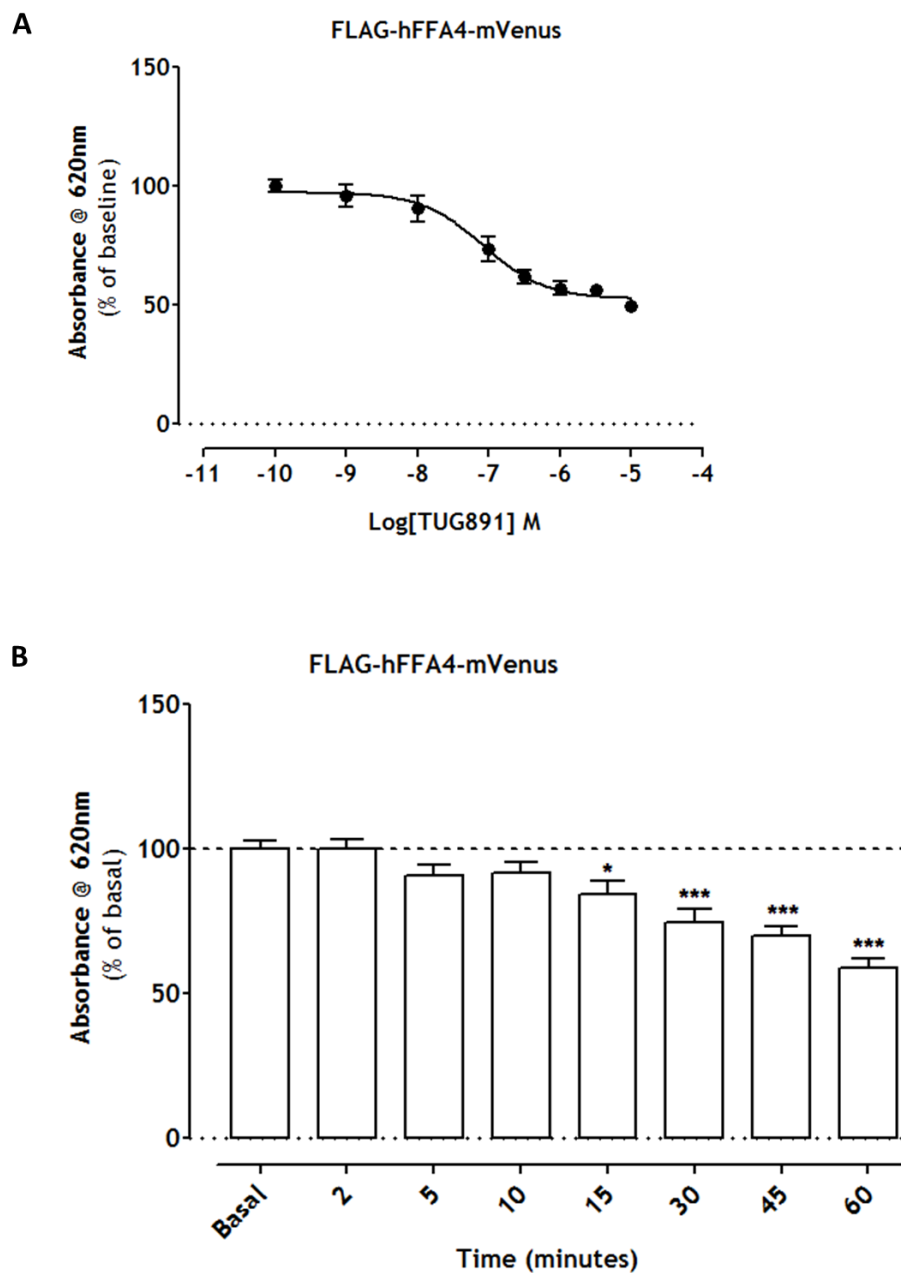 A
FLAG-hFFA4-mVenus
Absorbance @ 620nm
(% of baseline)
150
100
50
0
-11 -10 -9 -8 -7 -6 -5 -4
Log[TUG891] M
B
FLAG-hFFA4-mVenus
Absorbance @ 620nm
(% of basal)
150
100
50
0
* *** *** ***
Basal 2 5 10 15 30 45 60
Time (minutes)